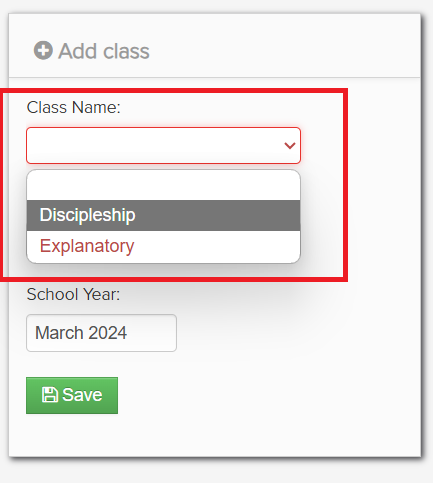 Add class
Class Name:
Discipleship
Explanatory
School Year:
March 2024
Save